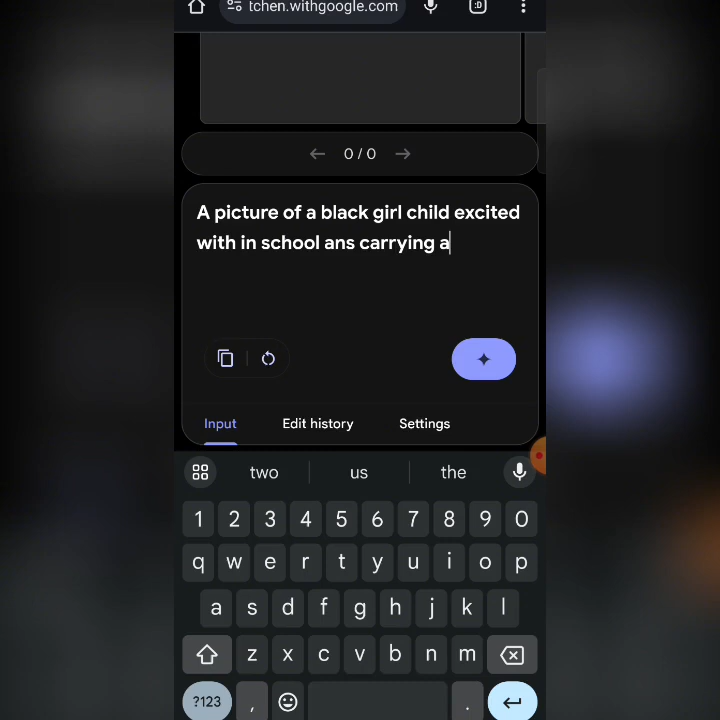 tchen.withgoogle.com
:D
0 / 0
A picture of a black girl child excited
with in school ans carrying a
Input Edit history Settings
two us the
1 2 3 4 5 6 7 8 9 0
q w e r t y u i o p
a s d f g h j k l
z x c v b n m
?123 , .